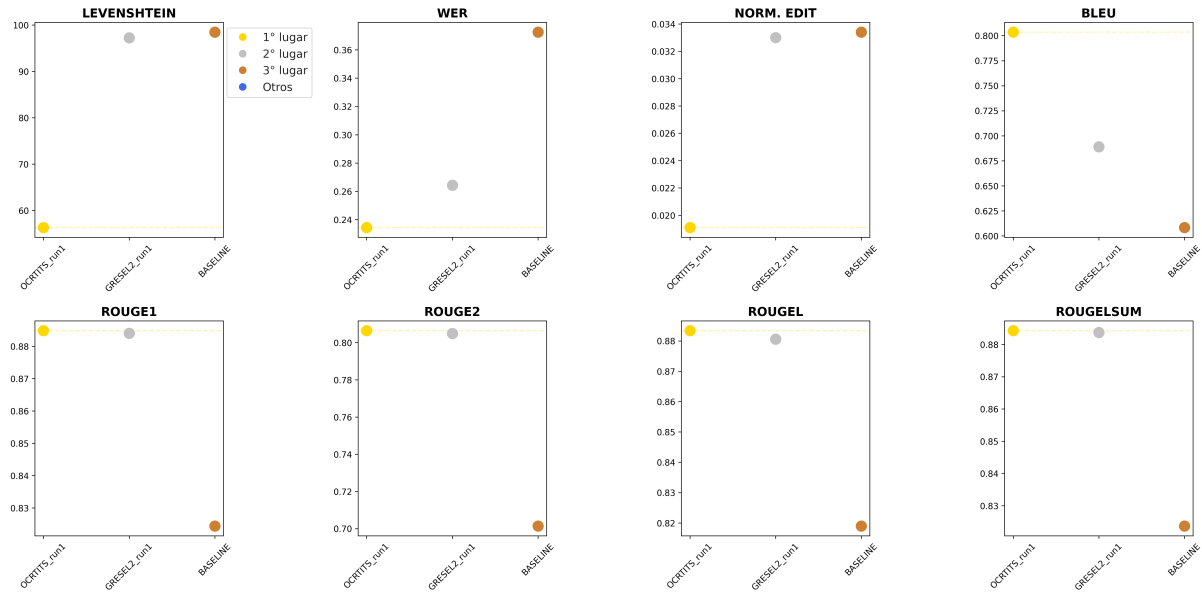 LEVENSHTEIN
100
90
80
70
60
OCRTITS_run1
GRESEL2_run1
BASELINE
1° lugar
2° lugar
3° lugar
Otros
WER
0.36
0.34
0.32
0.30
0.28
0.26
0.24
OCRTITS_run1
GRESEL2_run1
BASELINE
NORM. EDIT
0.034
0.032
0.030
0.028
0.026
0.024
0.022
0.020
OCRTITS_run1
GRESEL2_run1
BASELINE
BLEU
0.800
0.775
0.750
0.725
0.700
0.675
0.650
0.625
0.600
OCRTITS_run1
GRESEL2_run1
BASELINE
ROUGE1
0.88
0.87
0.86
0.85
0.84
0.83
OCRTITS_run1
GRESEL2_run1
BASELINE
ROUGE2
0.80
0.78
0.76
0.74
0.72
0.70
OCRTITS_run1
GRESEL2_run1
BASELINE
ROUGEL
0.88
0.87
0.86
0.85
0.84
0.83
0.82
OCRTITS_run1
GRESEL2_run1
BASELINE
ROUGELSUM
0.88
0.87
0.86
0.85
0.84
0.83
OCRTITS_run1
GRESEL2_run1
BASELINE